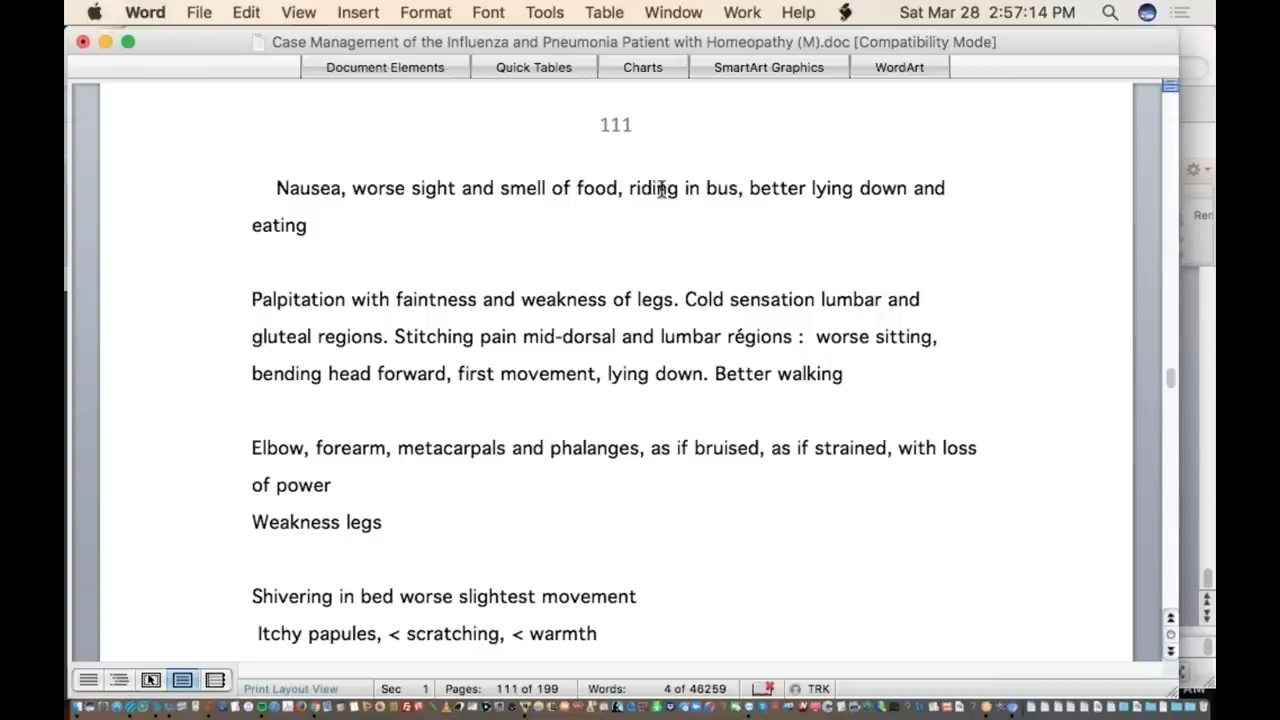 Word File Edit View Insert Format Font Tools Table Window Work Help Sat Mar 28 2:57:14 PM
Case Management of the Influenza and Pneumonia Patient with Homeopathy (M).doc [Compatibility Mode]
Document Elements Quick Tables Charts SmartArt Graphics WordArt
111
Nausea, worse sight and smell of food, riding in bus, better lying down and
eating
Palpitation with faintness and weakness of legs. Cold sensation lumbar and
gluteal regions. Stitching pain mid-dorsal and lumbar régions : worse sitting,
bending head forward, first movement, lying down. Better walking
Elbow, forearm, metacarpals and phalanges, as if bruised, as if strained, with loss
of power
Weakness legs
Shivering in bed worse slightest movement
Itchy papules, < scratching, < warmth
Print Layout View Sec 1 Pages: 111 of 199 Words: 4 of 46259 TRK